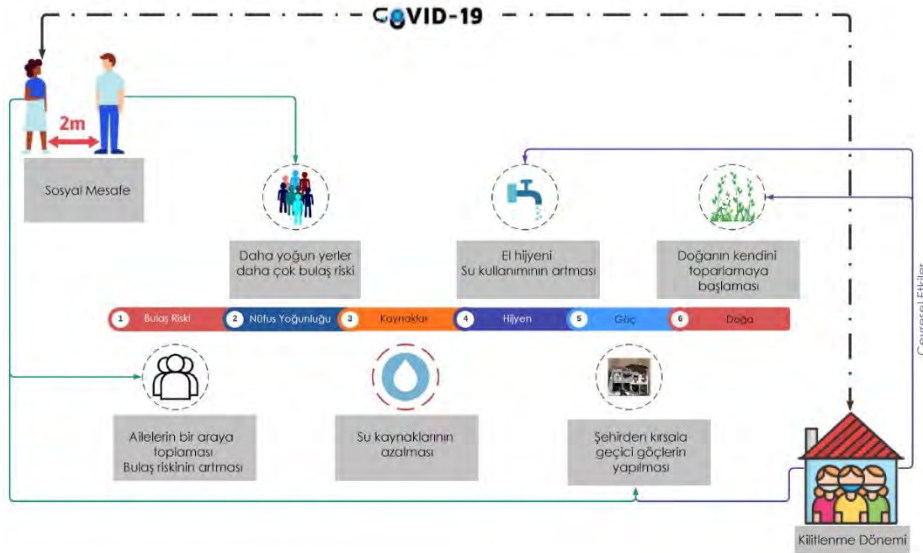 COVID-19
2m
Sosyal Mesafe
Daha yoğun yerler
daha çok bulaş riski
El hijyeni
Su kullanımının artması
Doğanın kendini
toparlamaya
başlaması
Çevresel Etkiler
1 Bulaş Riski 2 Nüfus Yoğunluğu 3 Kaynaklar 4 Hijyen 5 Göç 6 Doğa
Ailelerin bir araya
toplaması
Bulaş riskinin artması
Su kaynaklarının
azalması
Şehirden kırsala
geçici göçlerin
yapılması
Kilitlenme Dönemi